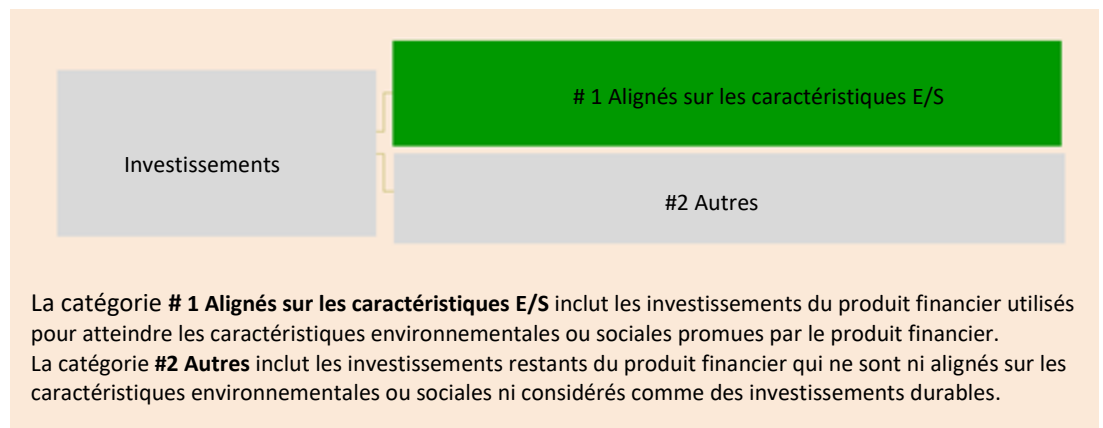 # 1 Alignés sur les caractéristiques E/S
Investissements
#2 Autres
La catégorie # 1 Alignés sur les caractéristiques E/S inclut les investissements du produit financier utilisés
pour atteindre les caractéristiques environnementales ou sociales promues par le produit financier.
La catégorie #2 Autres inclut les investissements restants du produit financier qui ne sont ni alignés sur les
caractéristiques environnementales ou sociales ni considérés comme des investissements durables.